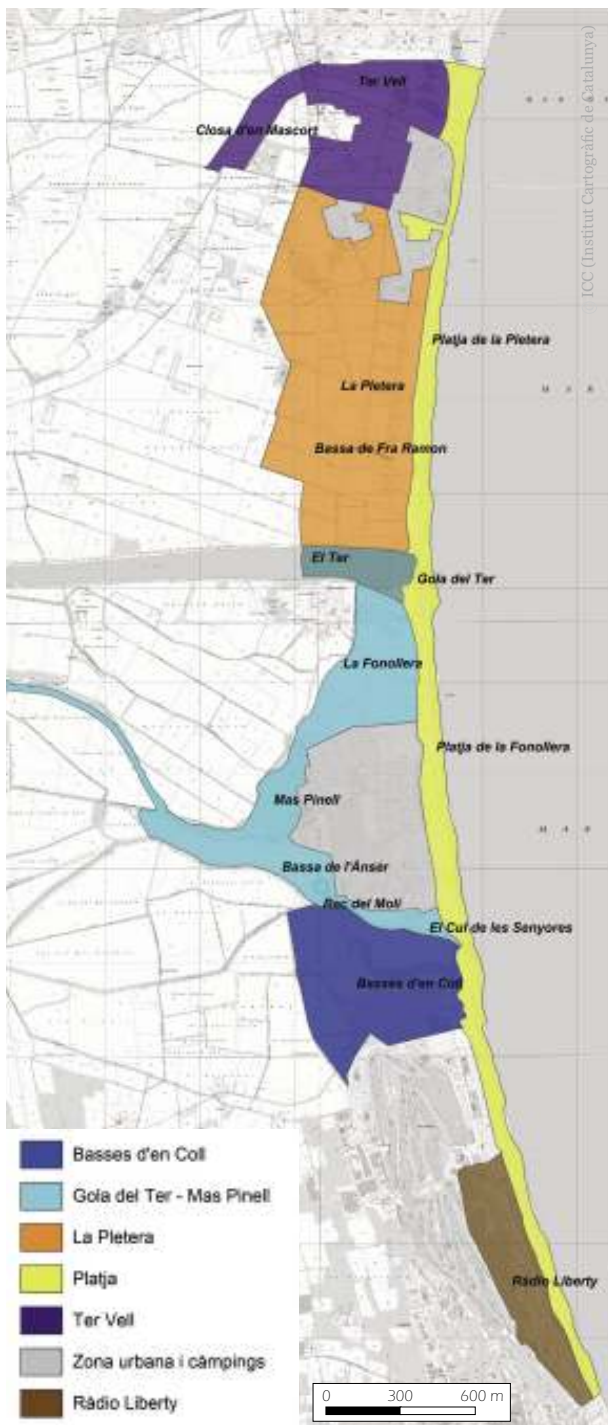 Ter Vell
Closa d'en Mascort
ICC (Institut Cartogràfic de Catalunya)
Platja de la Pletera
La Pletera
Bassa de Fra Ramon
El Ter
Gola del Ter
La Fonollera
Platja de la Fonollera
Mas Pinell
Bassa de l'Ànser
Rec del Molí
El Cul de les Senyores
Basses d'en Coll
Ràdio Liberty
Basses d'en Coll
Gola del Ter - Mas Pinell
La Pletera
Platja
Ter Vell
Zona urbana i càmpings
Ràdio Liberty
0 300 600 m